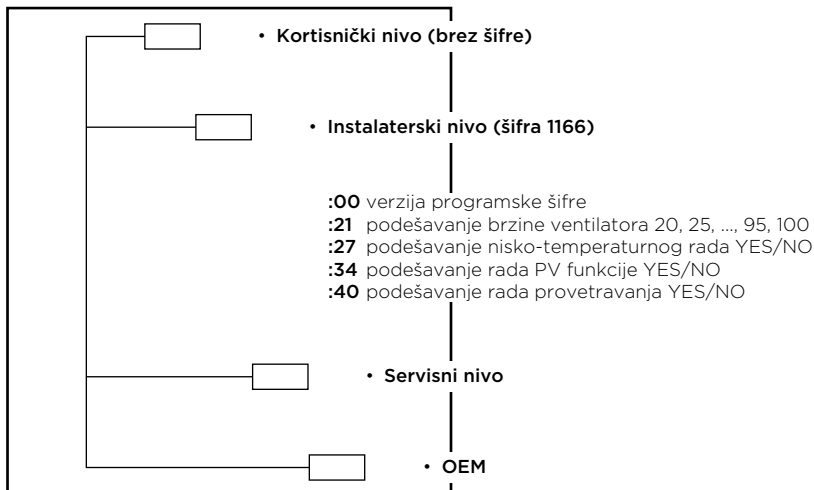 • Kortisnički nivo (brez šifre)
• Instalaterski nivo (šifra 1166)
:00 verzija programske šifre
:21 podešavanje brzine ventilatora 20, 25, ..., 95, 100
:27 podešavanje nisko-temperaturnog rada YES/NO
:34 podešavanje rada PV funkcije YES/NO
:40 podešavanje rada provetravanja YES/NO
• Servisni nivo
• OEM